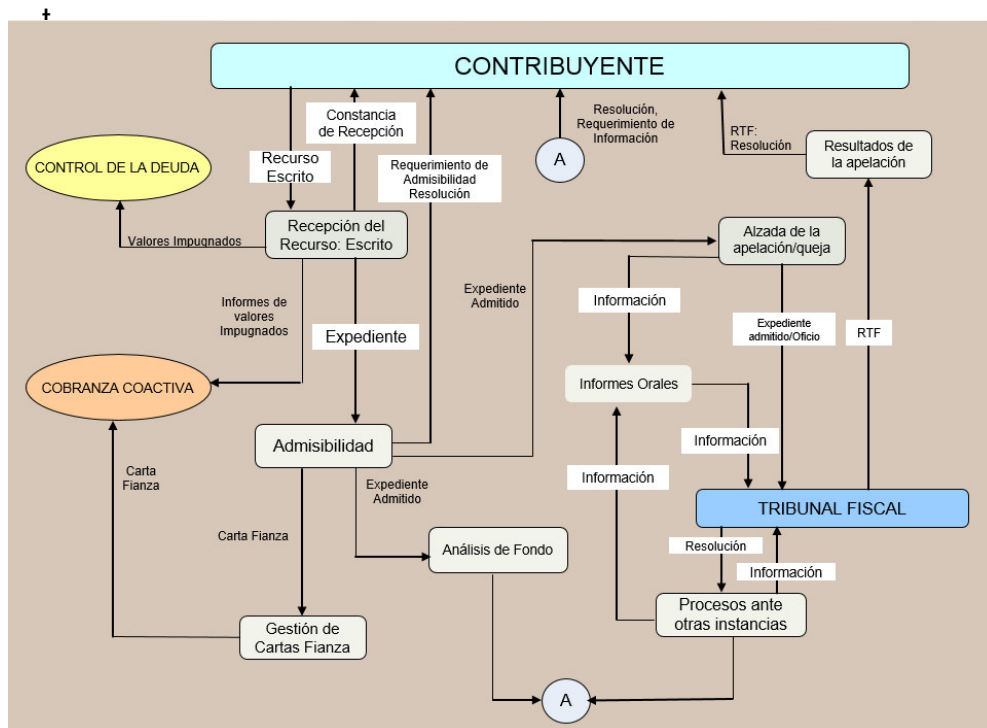 CONTRIBUYENTE
Constancia
de Recepción
Resolución,
Requerimiento de
Información
RTF:
Resolución
Resultados de
la apelación
Recurso
Escrito
Requerimiento de
Admisibilidad
Resolución
A
CONTROL DE LA DEUDA
Valores Impugnados
Recepción del
Recurso: Escrito
Alzada de la
apelación/queja
Expediente
Admitido
Informes de
valores
Impugnados
Información
Expediente
Expediente
admitido/Oficio
RTF
COBRANZA COACTIVA
Informes Orales
Admisibilidad
Información
Información
Carta
Fianza
Expediente
Admitido
TRIBUNAL FISCAL
Carta Fianza
Análisis de Fondo
Resolución
Información
Gestión de
Cartas Fianza
Procesos ante
otras instancias
A